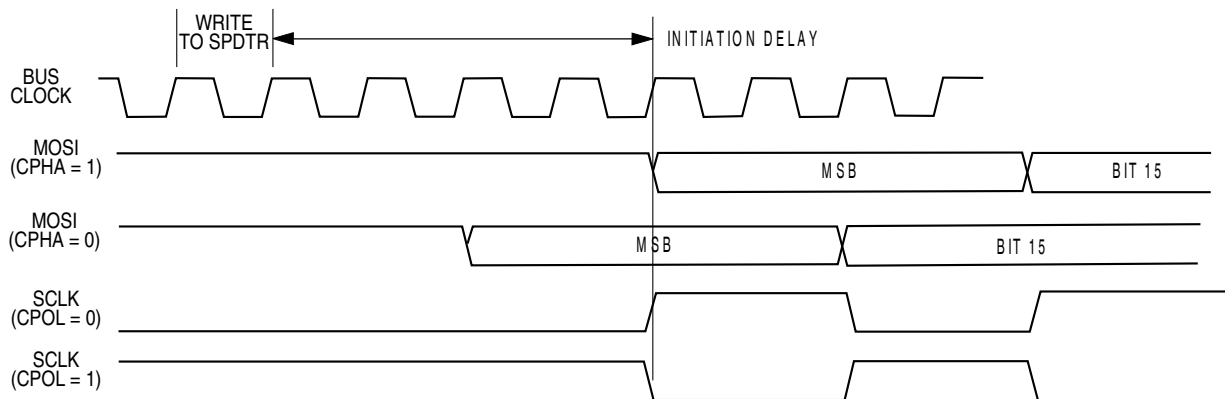 WRITE
TO SPDTR
INITIATION DELAY
BUS
CLOCK
MOSI
(CPHA = 1)
MSB
BIT 15
MOSI
(CPHA = 0)
MSB
BIT 15
SCLK
(CPOL = 0)
SCLK
(CPOL = 1)